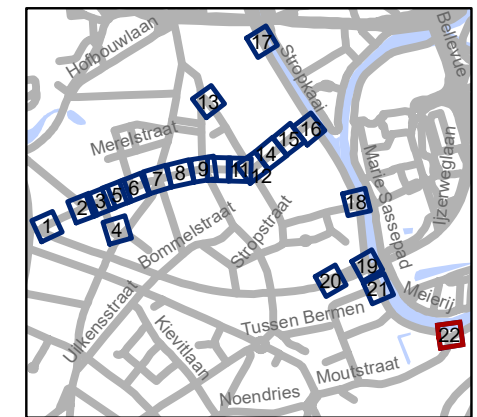 Hofbouwlaan
17
Stropkaai
Bellevue
13
Merelstraat
16
15
14
12
11
9
8
7
6
5
3
2
1
4
Marie Sassepad
Ijzerweglaan
18
Bommelstraat
Stropstraat
19
20
21
Meierij
Uilkensstraat
Tussen Bermen
22
Kievitlaan
Moutstraat
Noendries